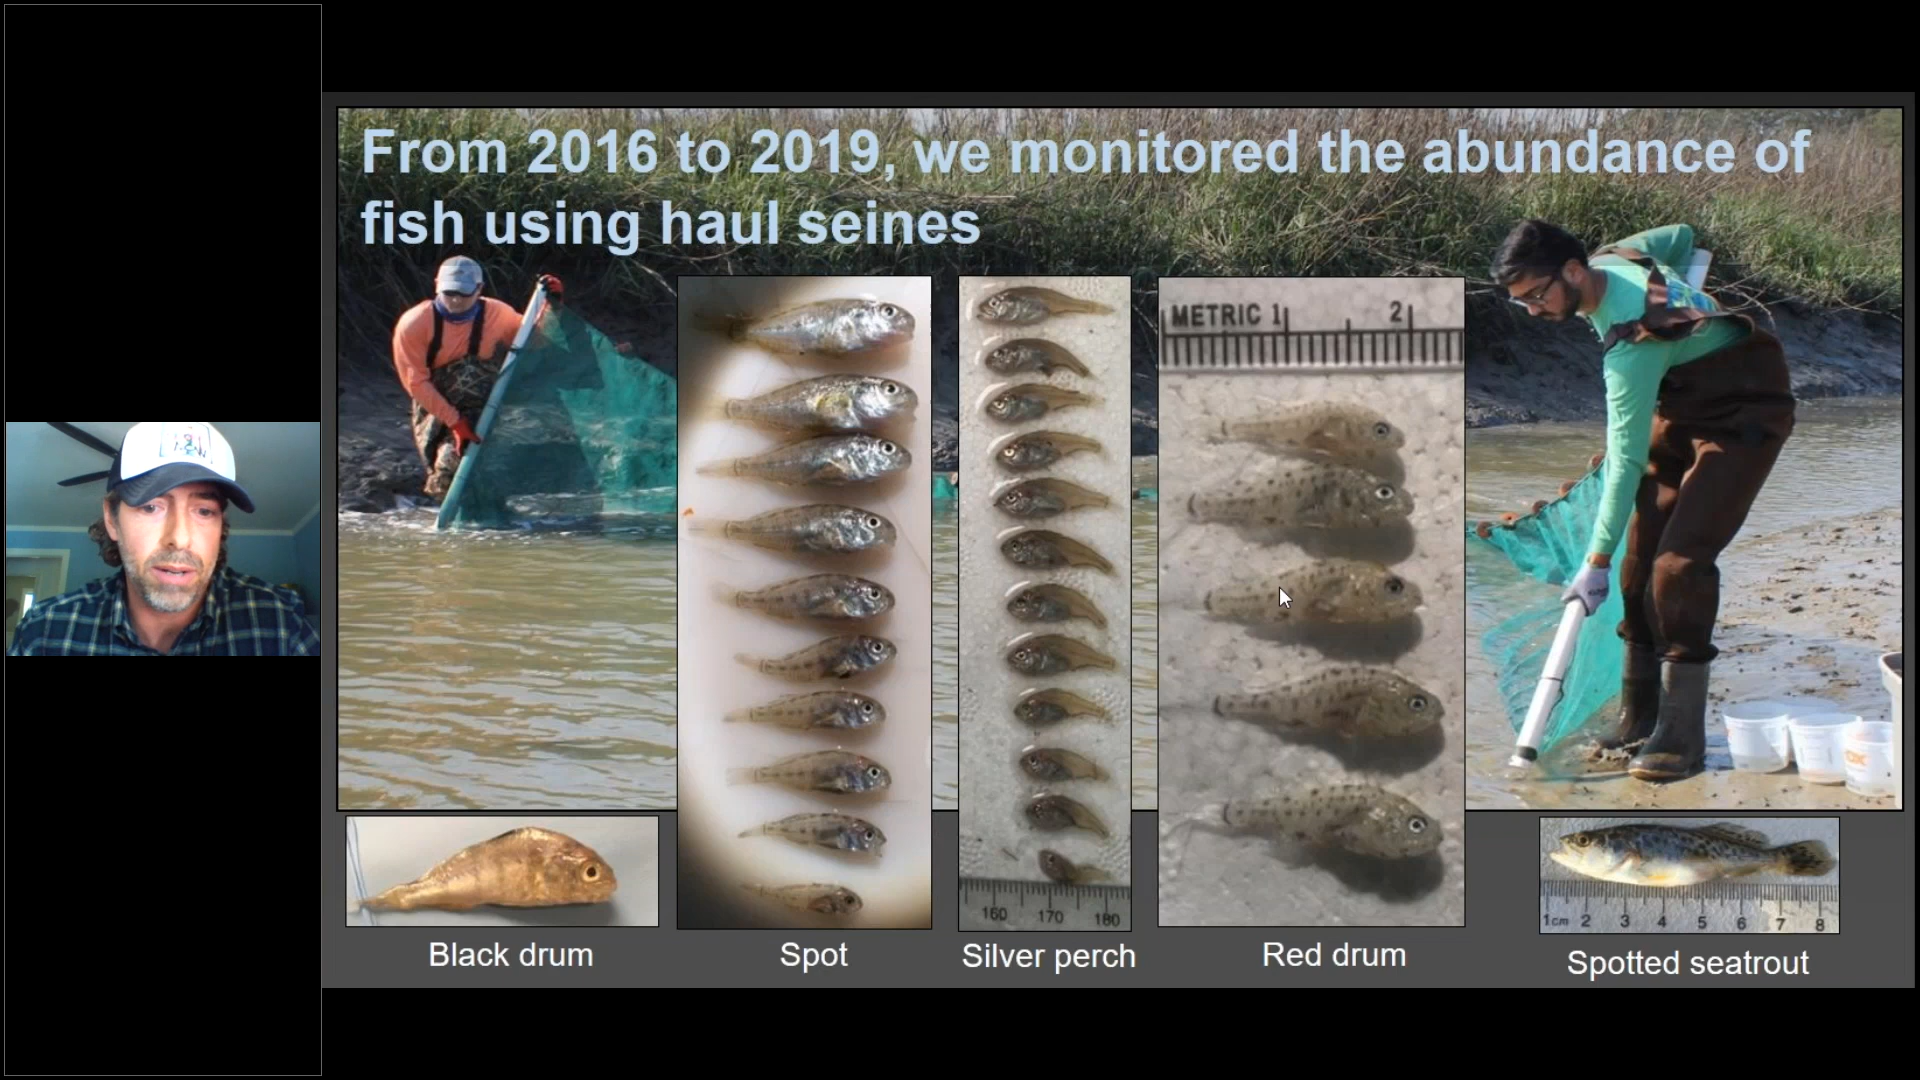 From 2016 to 2019, we monitored the abundance of
fish using haul seines
METRIC 1 2
160 170 180
1cm 2 3 4 5 6 7 8
Black drum
Spot
Silver perch
Red drum
Spotted seatrout